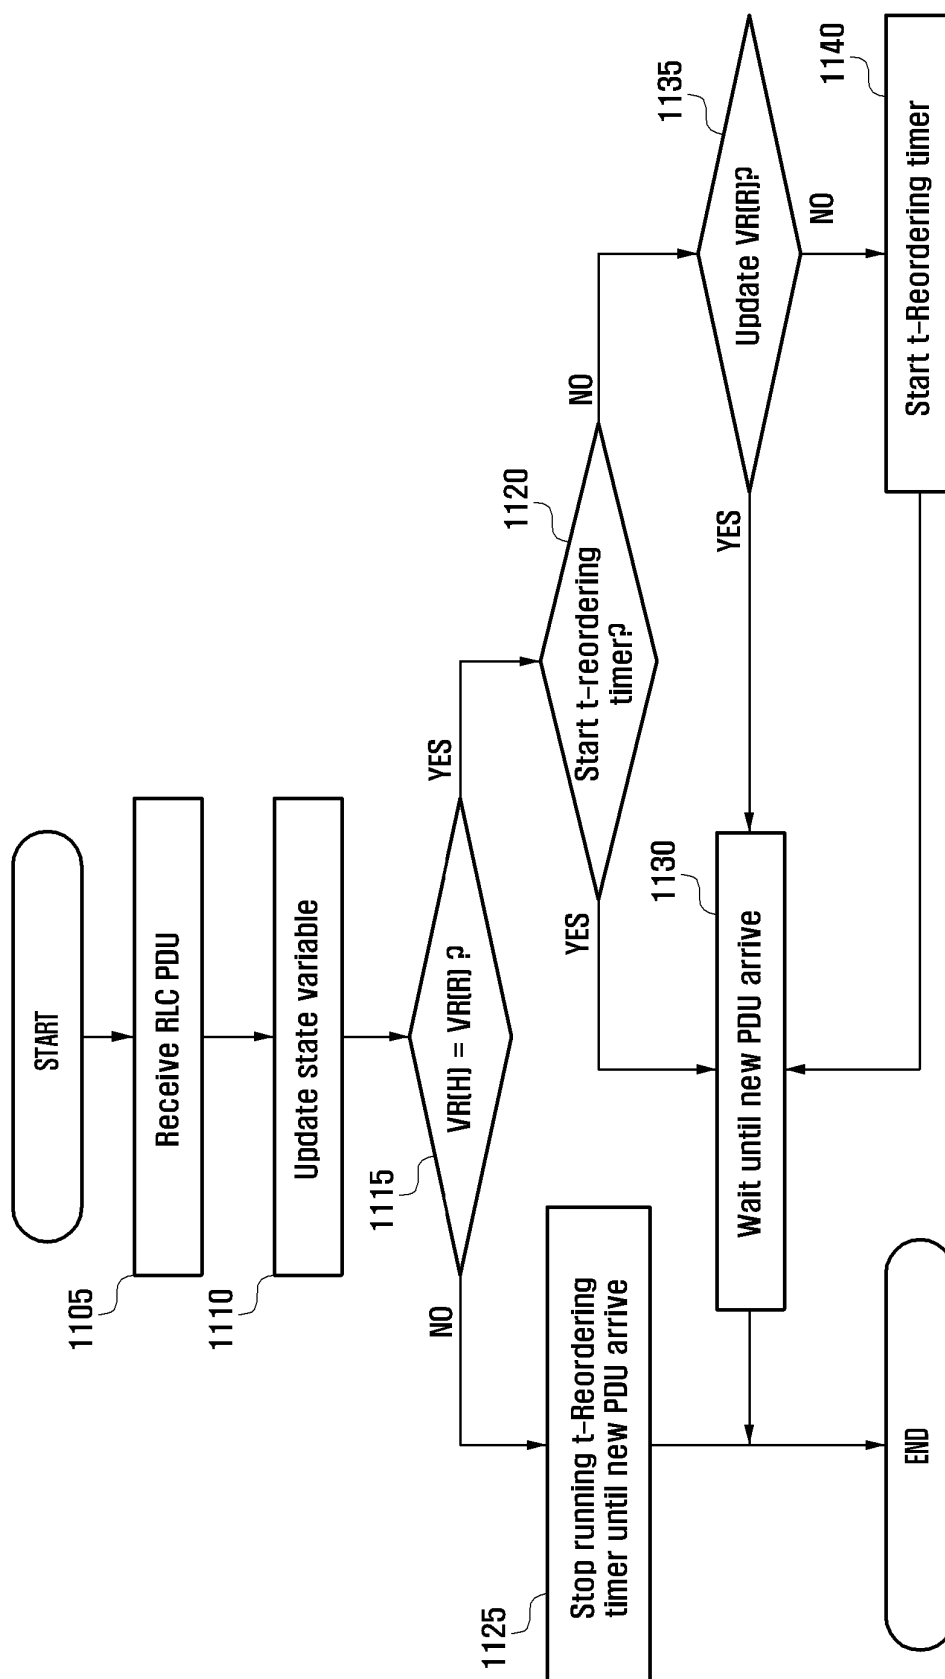 START
1105
Receive RLC PDU
1110
Update state variable
1115
VR(H) = VR(R) ?
NO
YES
1120
Start t-reordering
timer?
YES
NO
1125
Stop running t-Reordering
timer until new PDU arrive
1130
Wait until new PDU arrive
1135
Update VR(R)?
YES
NO
1140
Start t-Reordering timer
END